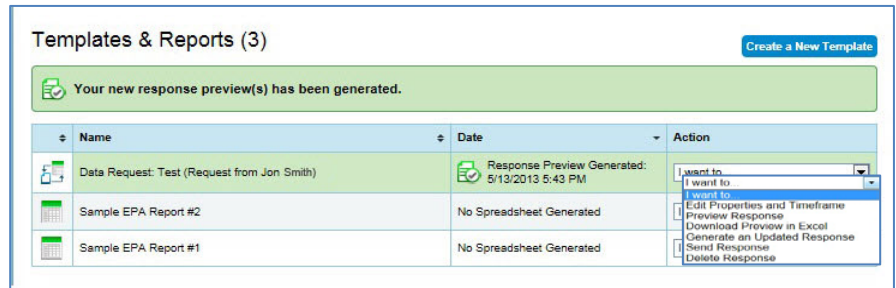 Templates & Reports (3)
Create a New Template
Your new response preview(s) has been generated.
Name Date Action
Data Request: Test (Request from Jon Smith) Response Preview Generated: I want to...
5/13/2013 5:43 PM
I want to...
I want to...
Edit Properties and Timeframe
Preview Response
Download Preview in Excel
Generate an Updated Response
Send Response
Delete Response
Sample EPA Report #2 No Spreadsheet Generated I
Sample EPA Report #1 No Spreadsheet Generated I